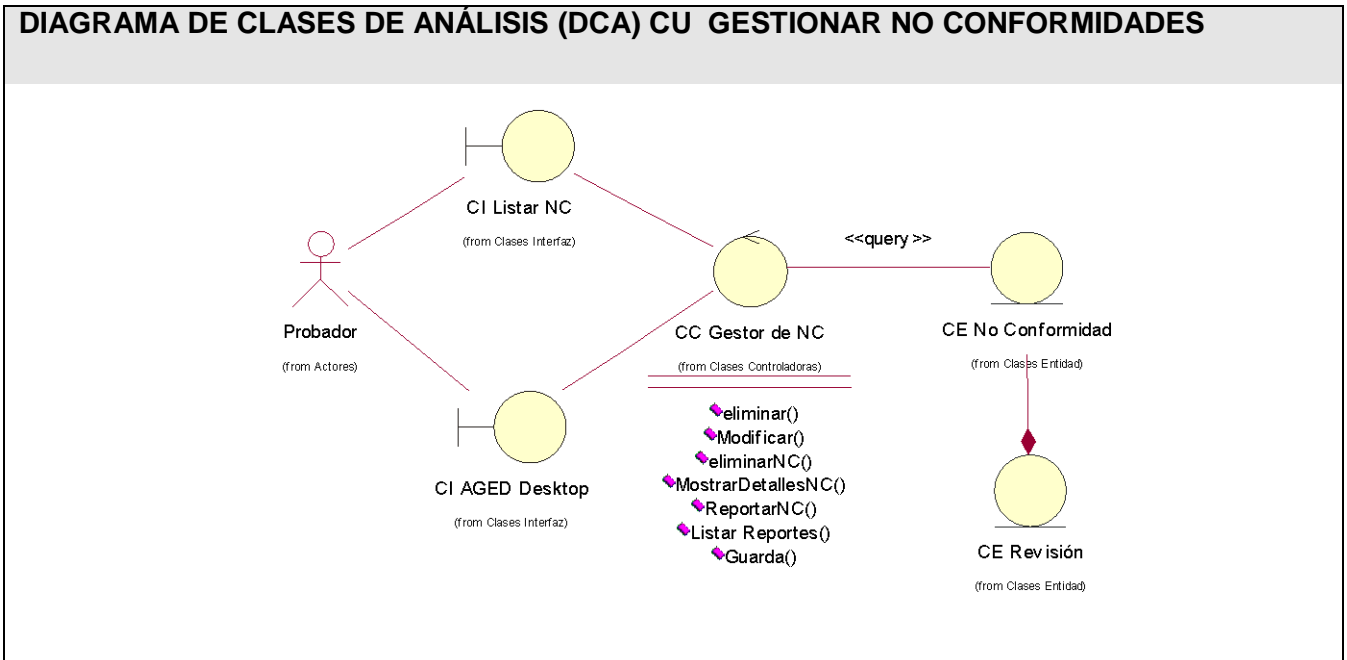 DIAGRAMA DE CLASES DE ANÁLISIS (DCA) CU GESTIONAR NO CONFORMIDADES
CI Listar NC
(from Clases Interfaz)
<<query>>
Probador
(from Actores)
CC Gestor de NC
(from Clases Controladoras)
CE No Conformidad
(from Clases Entidad)
eliminar()
Modificar()
eliminarNC()
MostrarDetallesNC()
ReportarNC()
Listar Reportes()
Guarda()
CI AGED Desktop
(from Clases Interfaz)
CE Revisión
(from Clases Entidad)